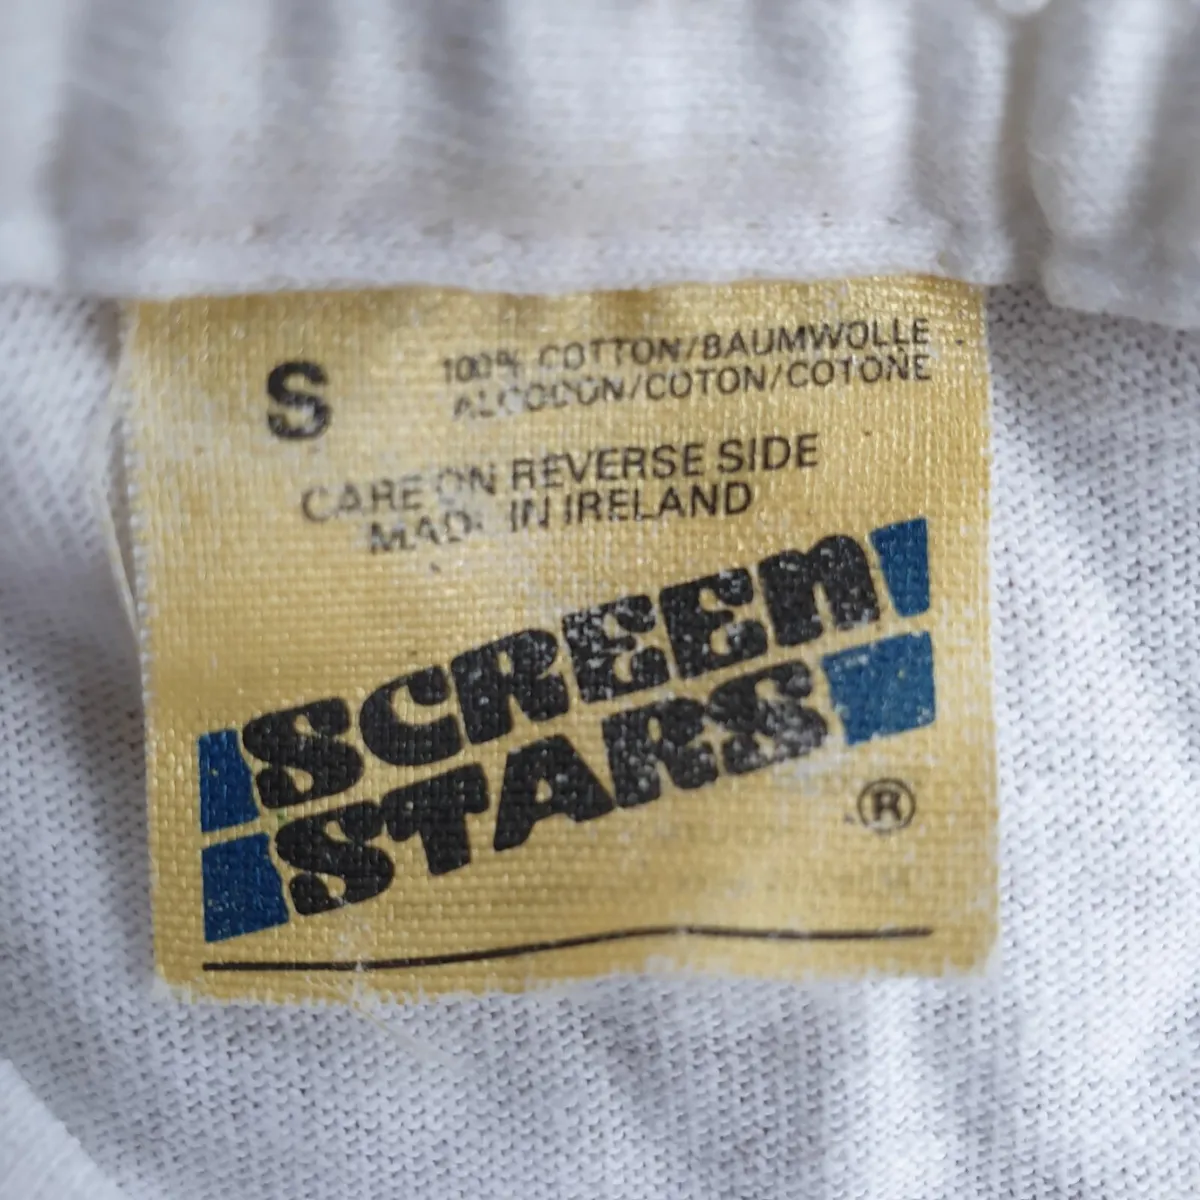 S
100% COTTON/BAUMWOLLE
ALGODON/COTON/COTONE
CARE ON REVERSE SIDE
MADE IN IRELAND
SCREEN
STARS
®